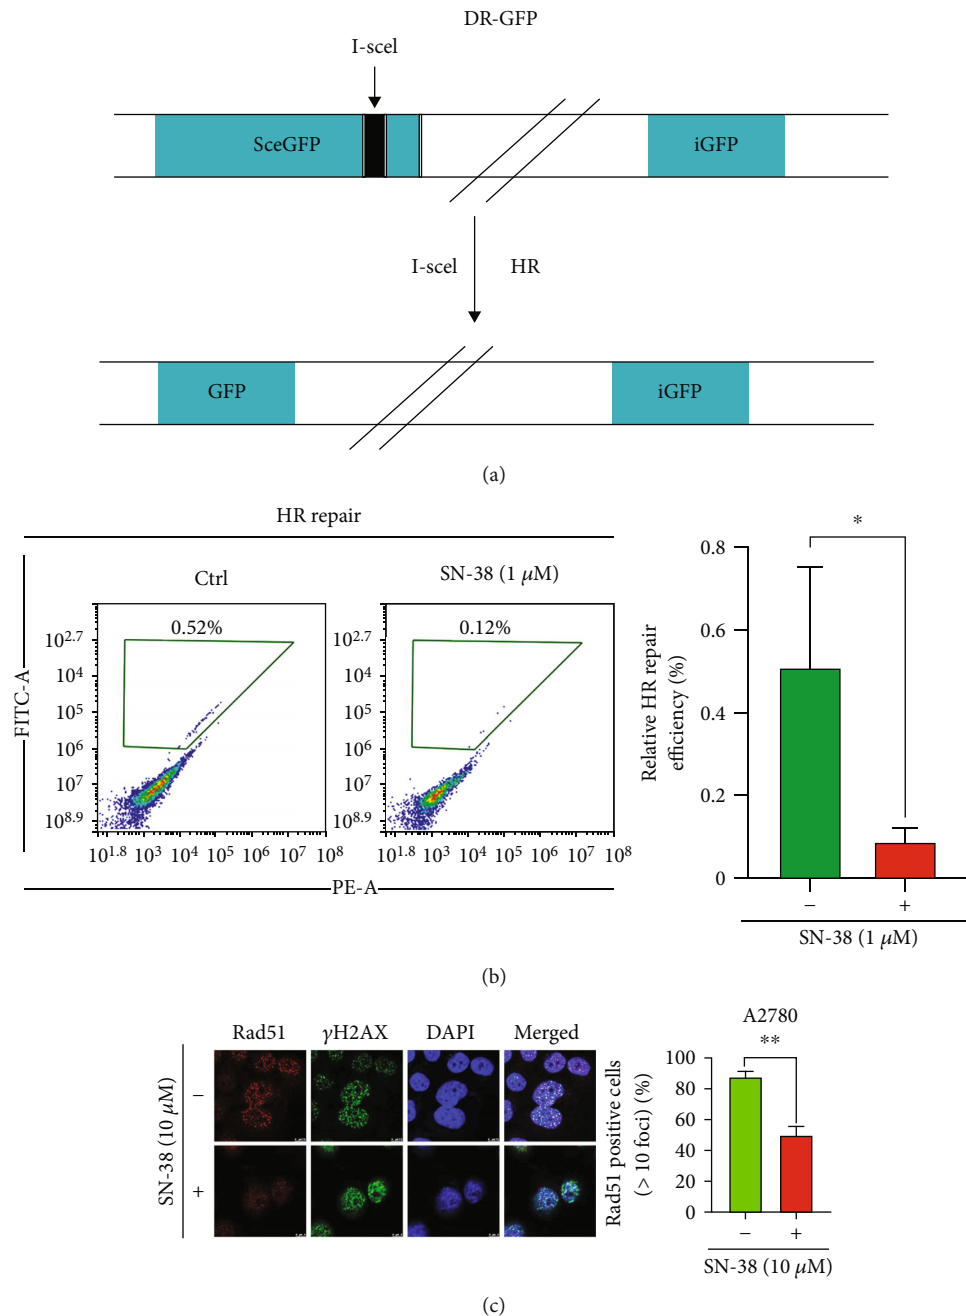 DR-GFP
I-sceI
SceGFP
iGFP
I-sceI
HR
GFP
iGFP
(a)
HR repair
Ctrl
SN-38 (1 μM)
FITC-A
0.52%
10^2.7
10^4
10^5
10^6
10^7
10^8.9
10^1.8 10^3 10^4 10^5 10^6 10^7 10^8
0.12%
10^2.7
10^4
10^5
10^6
10^7
10^8.9
10^1.8 10^3 10^4 10^5 10^6 10^7 10^8
PE-A
Relative HR repair
efficiency (%)
0.8
0.6
0.4
0.2
0
*
− +
SN-38 (1 μM)
(b)
Rad51 γH2AX DAPI Merged
SN-38 (10 μM)
−
+
A2780
**
Rad51 positive cells
(> 10 foci) (%)
100
80
60
40
20
0
− +
SN-38 (10 μM)
(c)